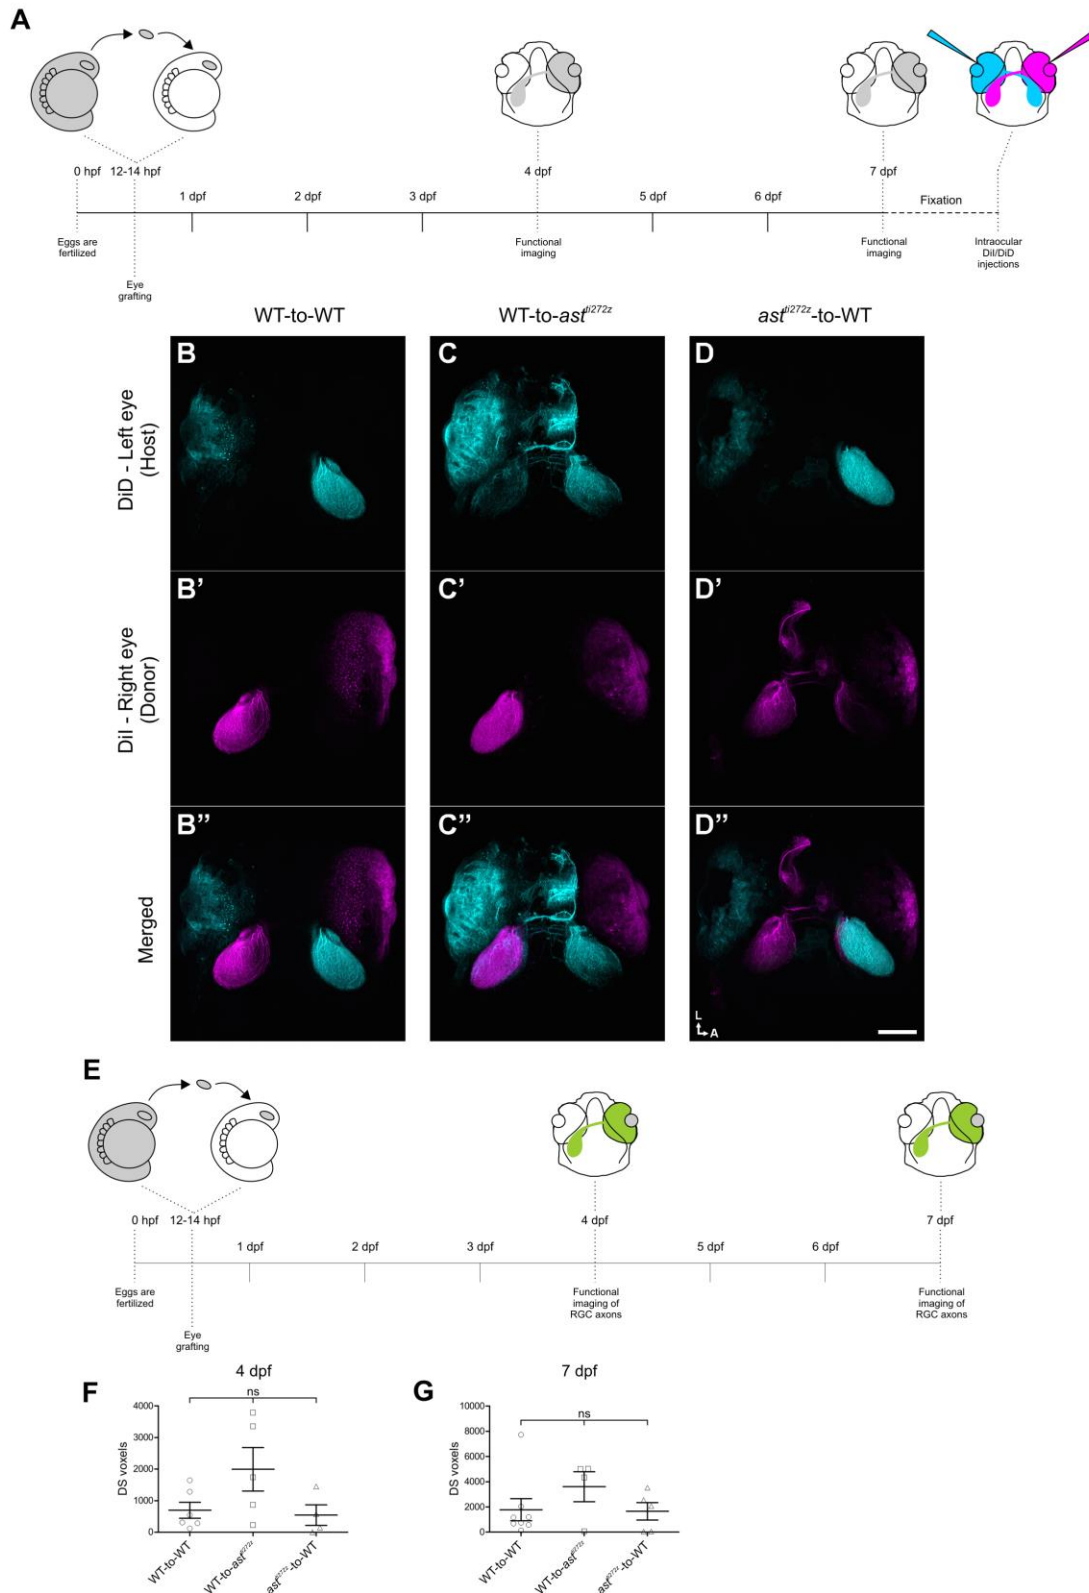 A
0 hpf 12-14 hpf 4 dpf 7 dpf
1 dpf 2 dpf 3 dpf 5 dpf 6 dpf Fixation
Eggs are fertilized
Eye grafting
Functional imaging
Functional imaging
Intraocular DiI/DiD injections
WT-to-WT WT-to-ast^ti272z ast^ti272z-to-WT
DiD - Left eye (Host)
B C D
DiI - Right eye (Donor)
B' C' D'
Merged
B'' C'' D''
L
A
E
0 hpf 12-14 hpf 4 dpf 7 dpf
1 dpf 2 dpf 3 dpf 5 dpf 6 dpf
Eggs are fertilized
Eye grafting
Functional imaging of RGC axons
Functional imaging of RGC axons
F
4 dpf
ns
DS voxels
4000
3000
2000
1000
0
WT-to-WT
WT-to-ast^ti272z
ast^ti272z-to-WT
G
7 dpf
ns
DS voxels
10000
8000
6000
4000
2000
0
WT-to-WT
WT-to-ast^ti272z
ast^ti272z-to-WT